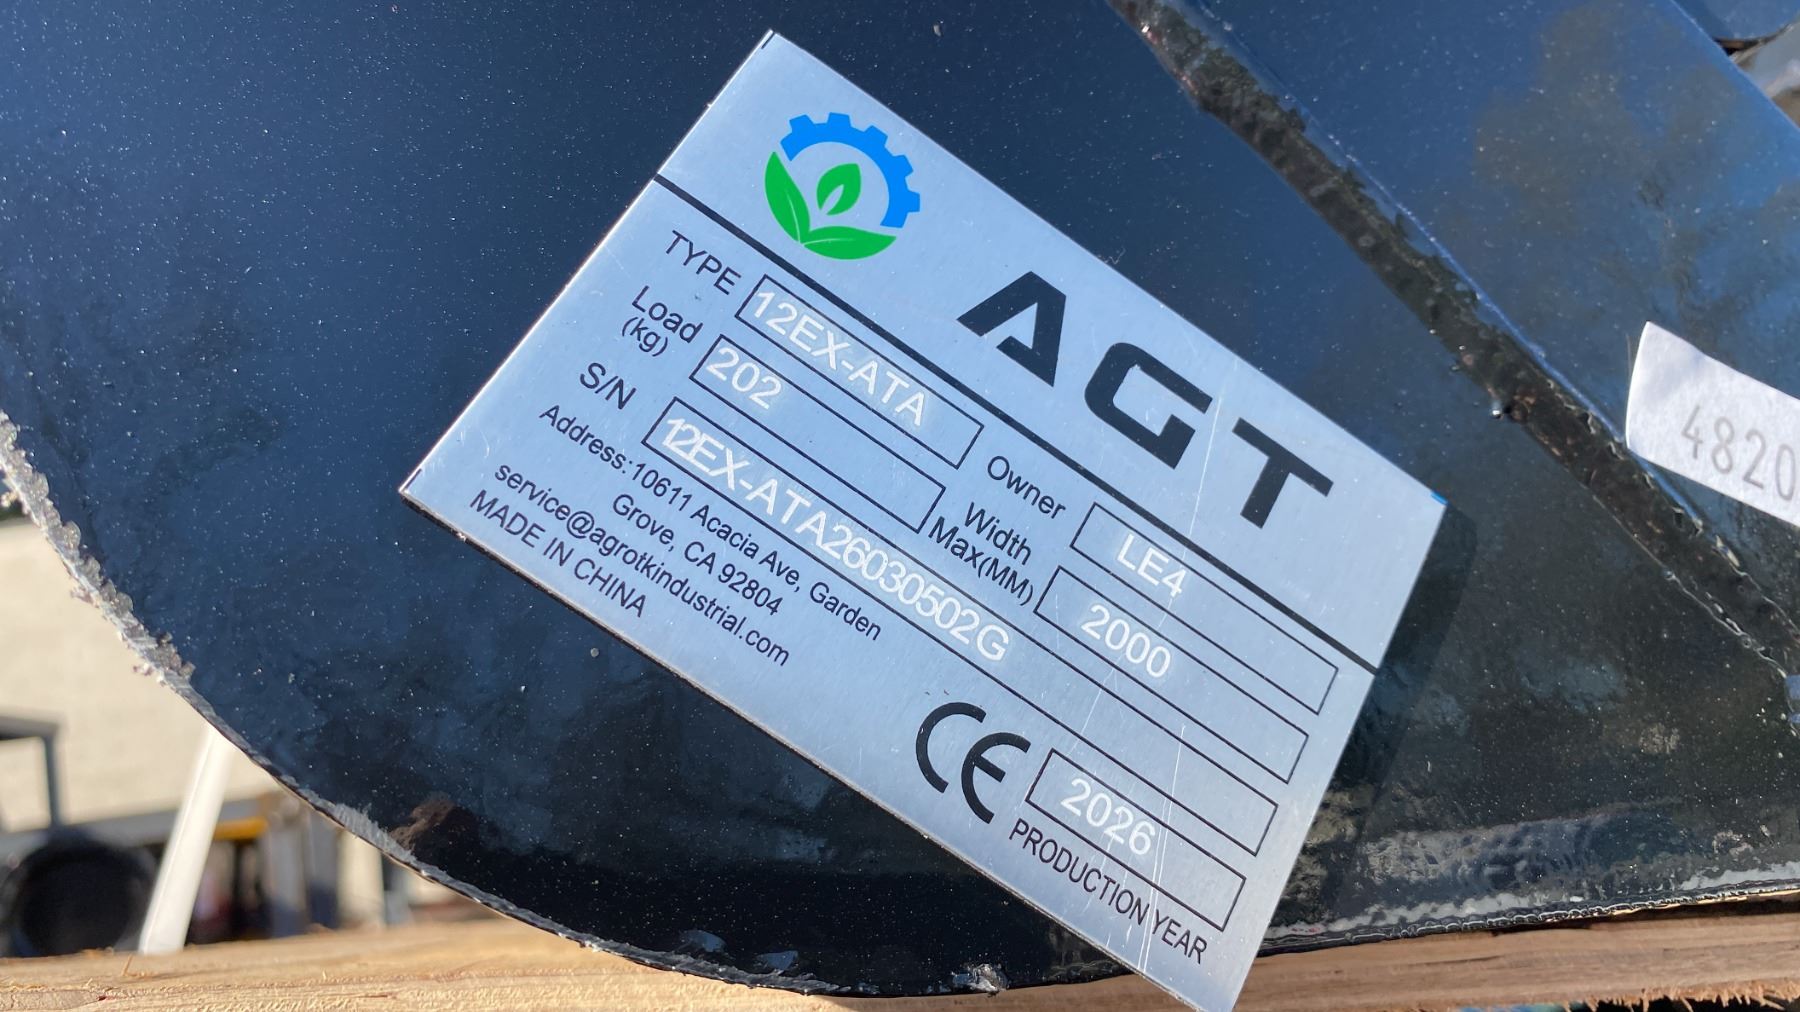 AGT
TYPE 12EX-ATA Owner LE4
Load (kg) 202 Width Max(MM) 2000
S/N 12EX-ATA26030502G
Address:10611 Acacia Ave, Garden
Grove, CA 92804
service@agrotkindustrial.com
MADE IN CHINA
CE 2026
PRODUCTION YEAR
4820